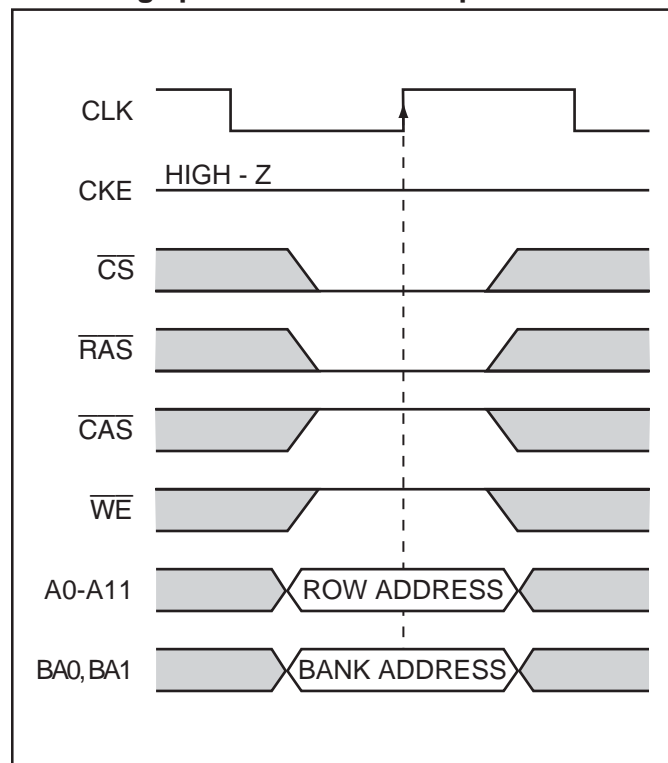 CLK
HIGH - Z
CKE
CS
RAS
CAS
WE
A0-A11 ROW ADDRESS
BA0, BA1 BANK ADDRESS